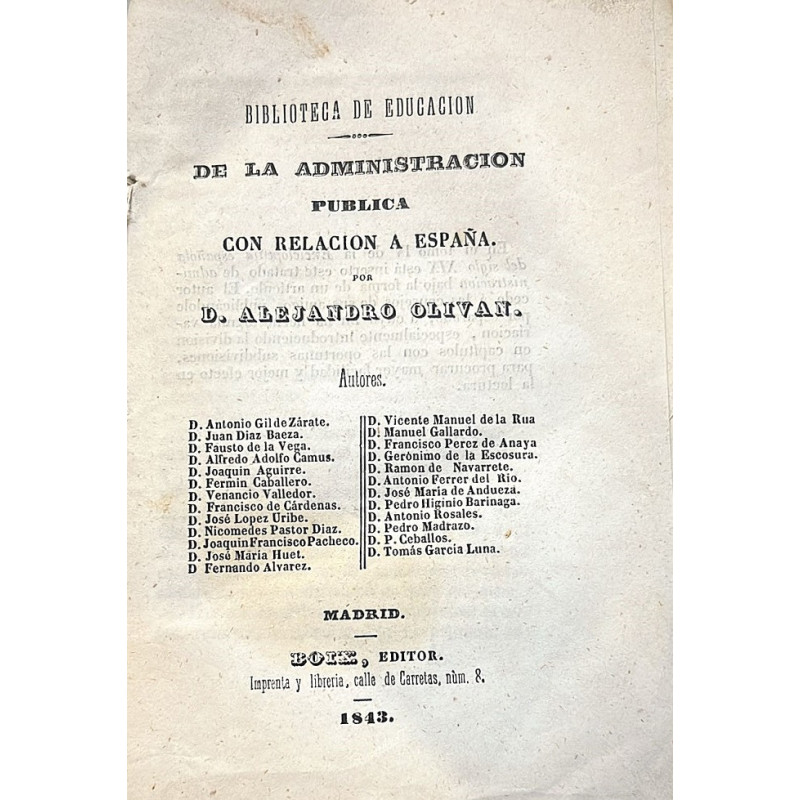 BIBLIOTECA DE EDUCACION
DE LA ADMINISTRACION
PUBLICA
CON RELACION A ESPAÑA.
POR
D. ALEJANDRO OLIVAN.
Autores.
D. Antonio Gil de Zárate.
D. Juan Diaz Baeza.
D. Fausto de la Vega.
D. Alfredo Adolfo Camus.
D. Joaquin Aguirre.
D. Fermin Caballero.
D. Venancio Valledor.
D. Francisco de Cárdenas.
D. José Lopez Uribe.
D. Nicomedes Pastor Diaz.
D. Joaquin Francisco Pacheco.
D. José Maria Huet.
D Fernando Alvarez.
D. Vicente Manuel de la Rua
D. Manuel Gallardo.
D. Francisco Perez de Anaya
D. Gerónimo de la Escosura.
D. Ramon de Navarrete.
D. Antonio Ferrer del Rio.
D. José Maria de Andueza.
D. Pedro Higinio Barinaga.
D. Antonio Rosales.
D. Pedro Madrazo.
D. P. Ceballos.
D. Tomás Garcia Luna.
MADRID.
BOIX, EDITOR.
Imprenta y libreria, calle de Carretas, núm. 8.
1843.